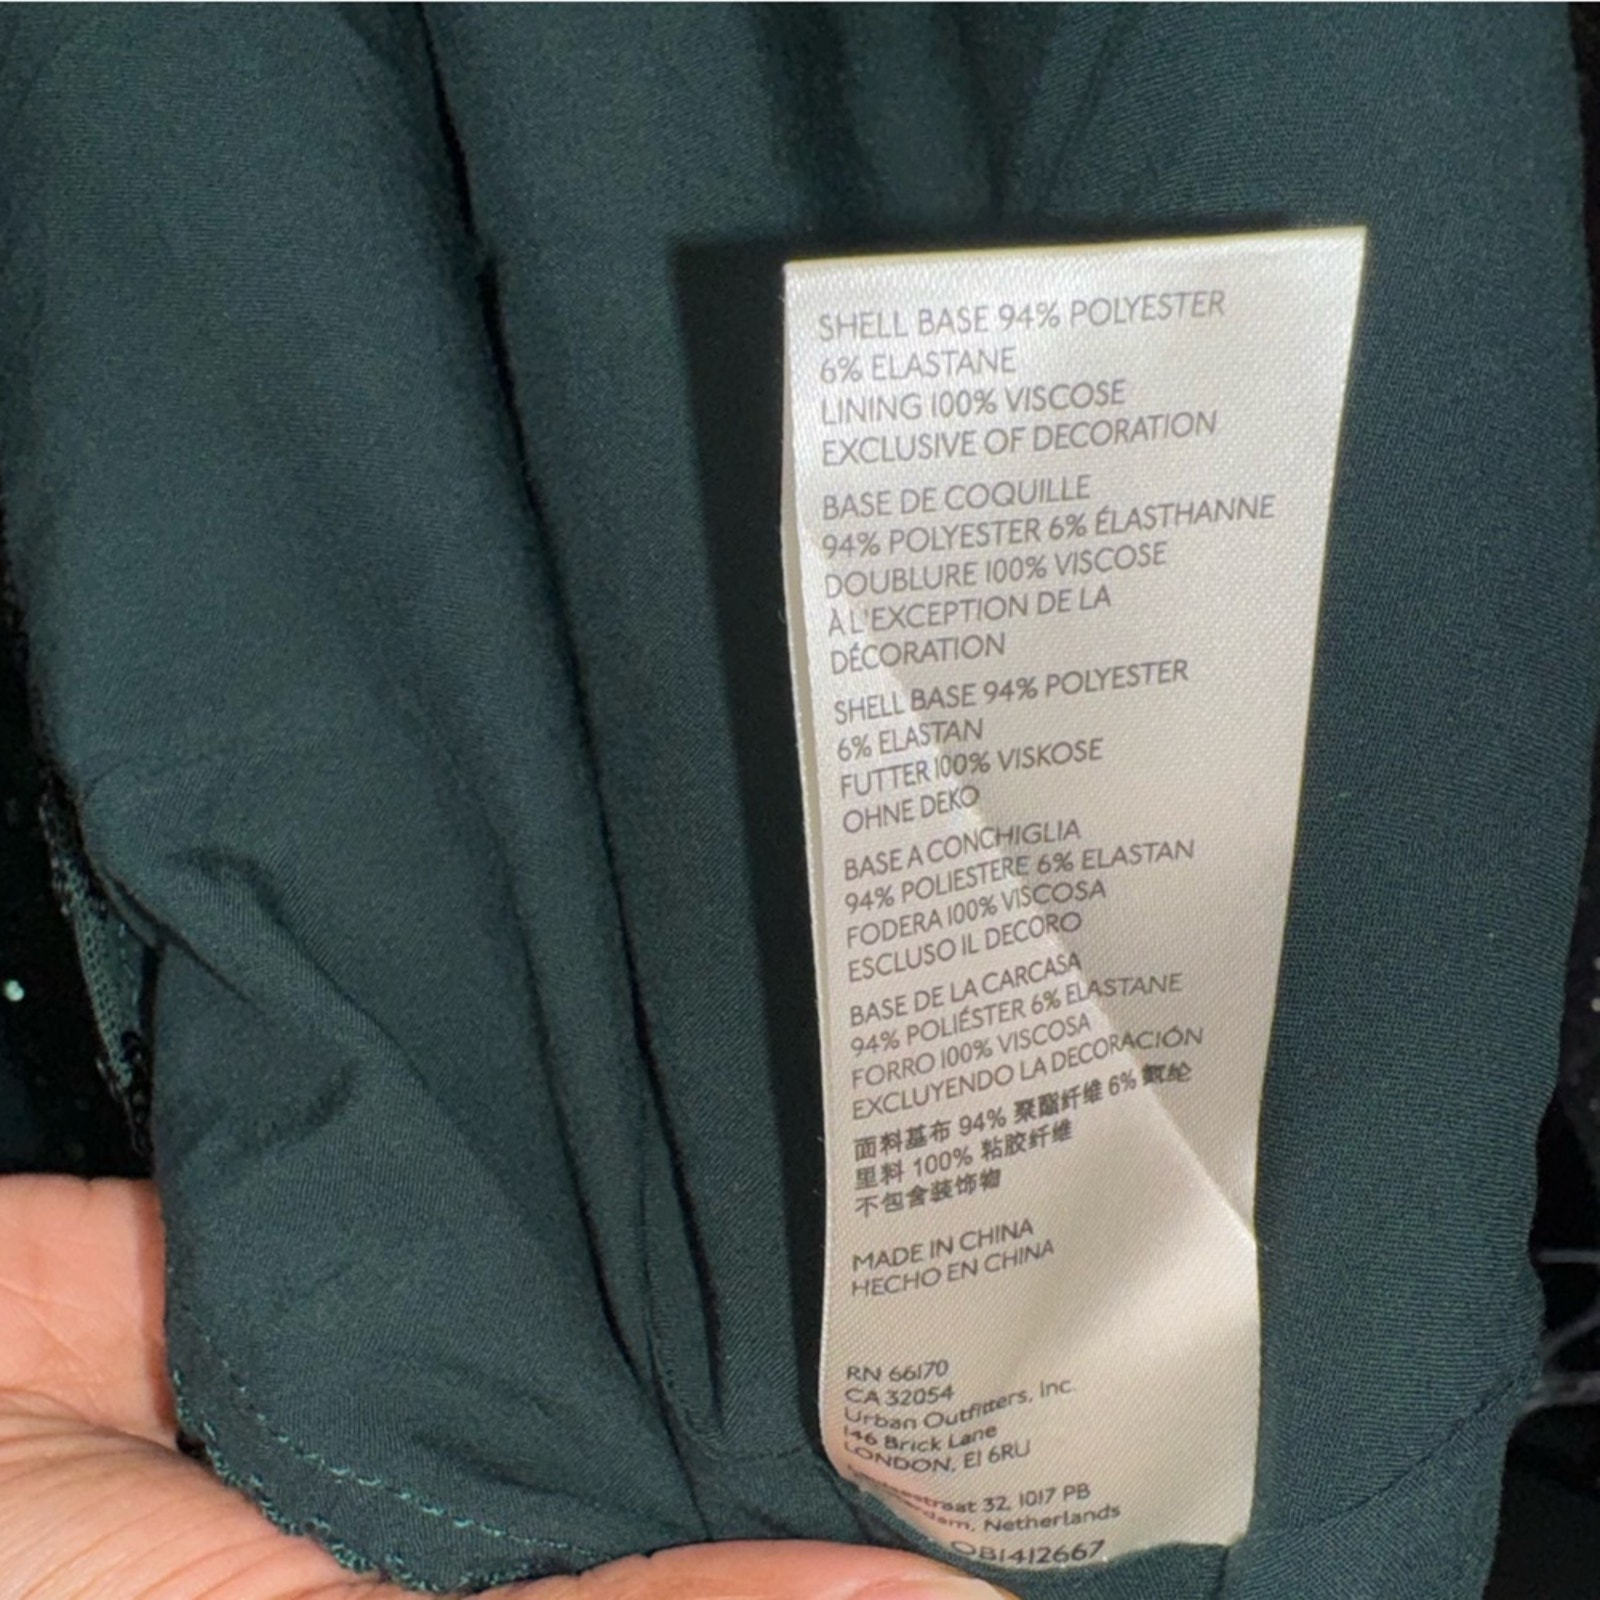 SHELL BASE 94% POLYESTER
6% ELASTANE
LINING 100% VISCOSE
EXCLUSIVE OF DECORATION
BASE DE COQUILLE
94% POLYESTER 6% ÉLASTHANNE
DOUBLURE 100% VISCOSE
À L'EXCEPTION DE LA
DÉCORATION
SHELL BASE 94% POLYESTER
6% ELASTAN
FUTTER 100% VISKOSE
OHNE DEKO
BASE A CONCHIGLIA
94% POLIESTERE 6% ELASTAN
FODERA 100% VISCOSA
ESCLUSO IL DECORO
BASE DE LA CARCASA
94% POLIÉSTER 6% ELASTANE
FORRO 100% VISCOSA
EXCLUYENDO LA DECORACIÓN
面料基布 94% 聚酯纤维 6% 氨纶
里料 100% 粘胶纤维
不包含装饰物
MADE IN CHINA
HECHO EN CHINA
RN 66170
CA 32054
Urban Outfitters, Inc.
146 Brick Lane
LONDON, E1 6RU
32, 1017 PB
Netherlands
OB1412667